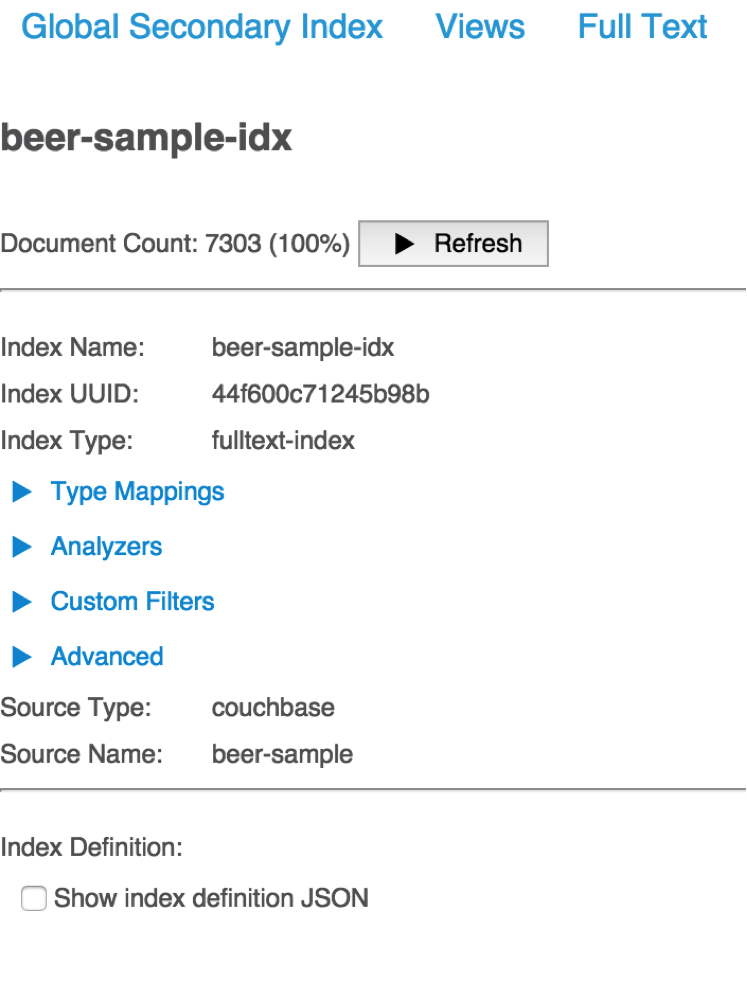 Global Secondary Index Views Full Text
beer-sample-idx
Document Count: 7303 (100%) Refresh
Index Name: beer-sample-idx
Index UUID: 44f600c71245b98b
Index Type: fulltext-index
Type Mappings
Analyzers
Custom Filters
Advanced
Source Type: couchbase
Source Name: beer-sample
Index Definition:
Show index definition JSON